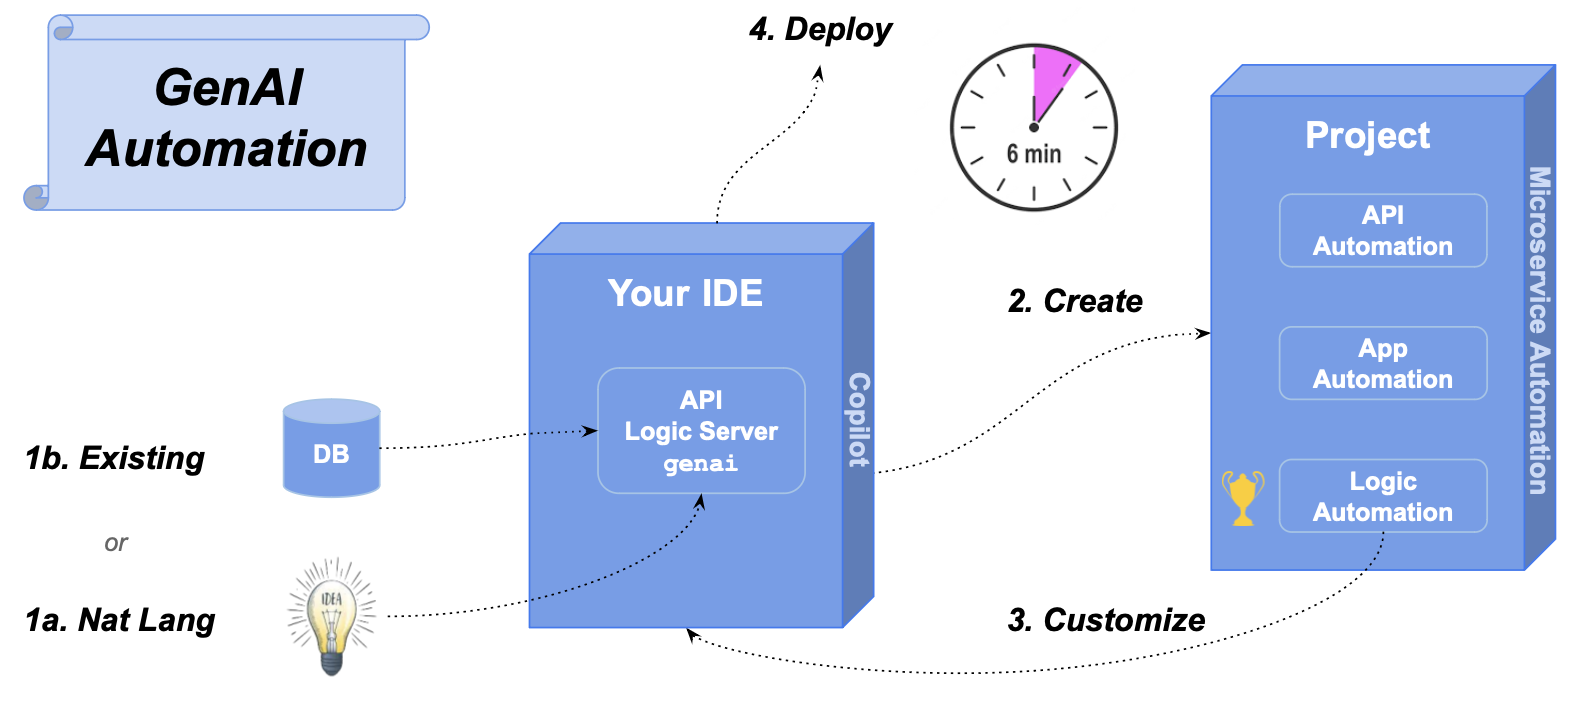 GenAI
Automation
4. Deploy
6 min
Project
API
Automation
App
Automation
Logic
Automation
Microservice Automation
Your IDE
API
Logic Server
genai
Copilot
2. Create
1b. Existing
DB
or
1a. Nat Lang
IDEA
3. Customize